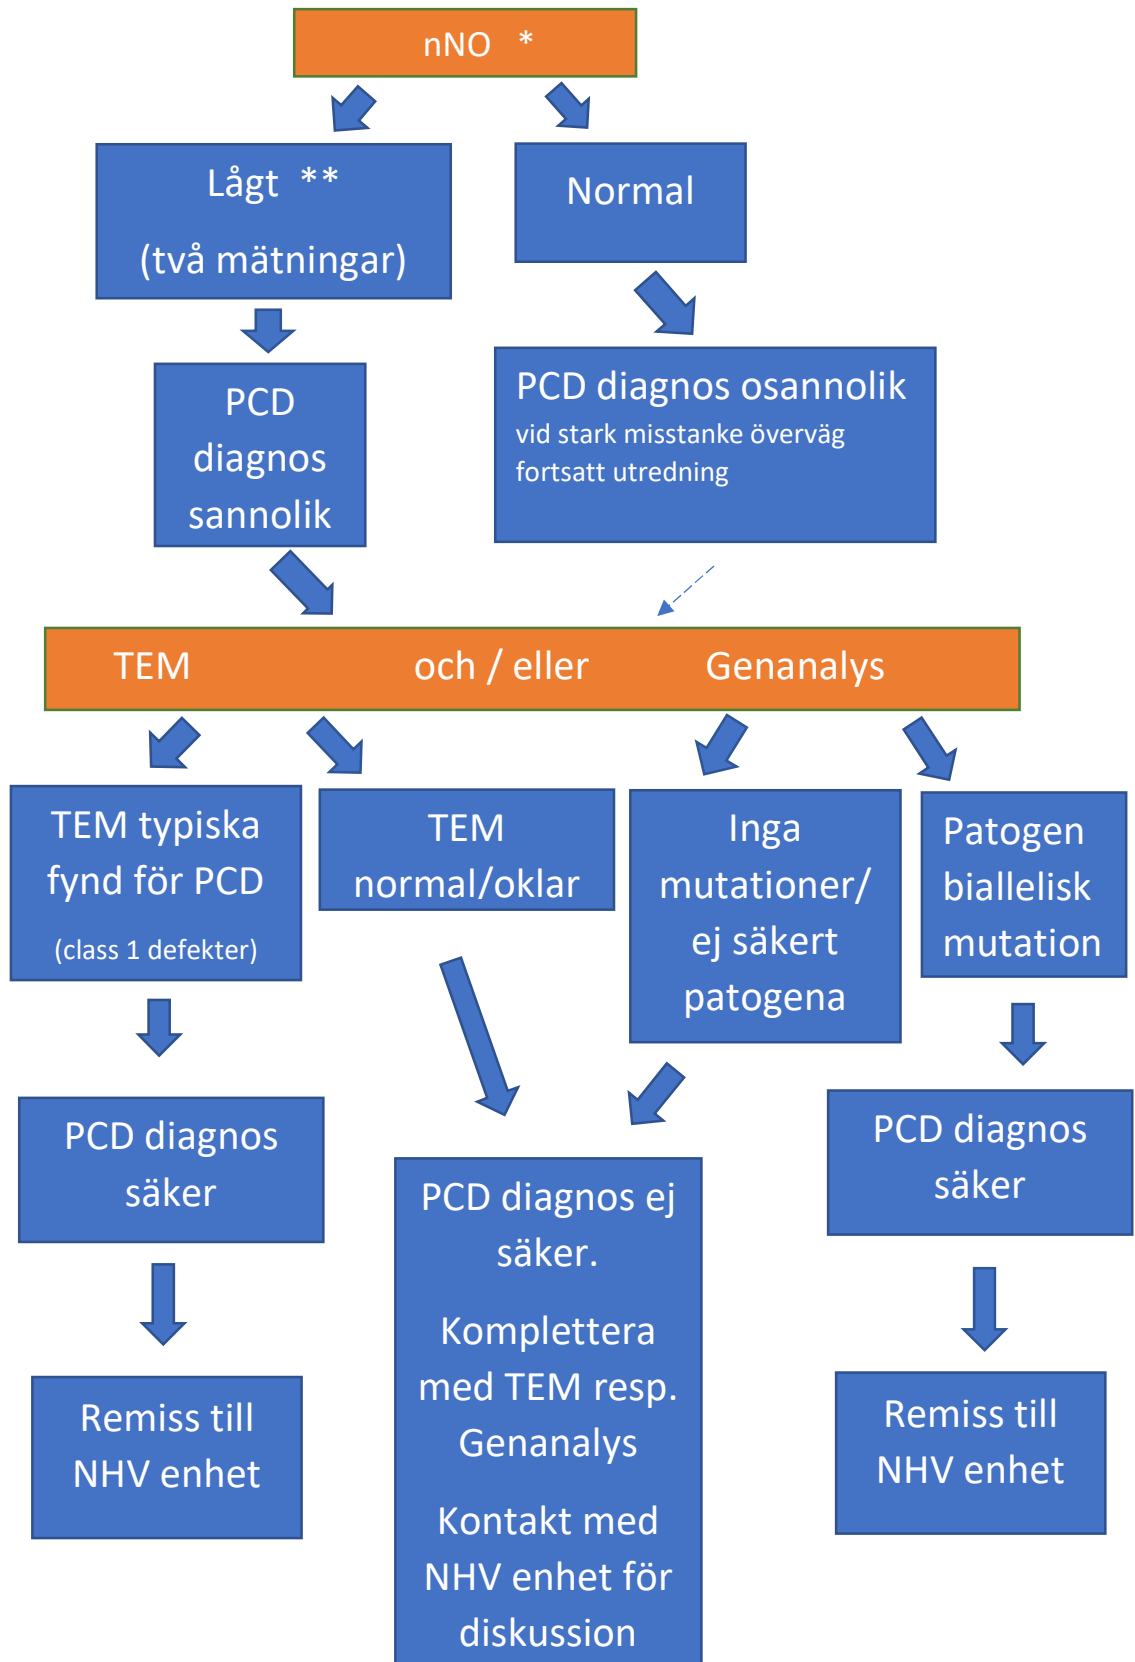 nNO *
Lågt **
(två mätningar)
Normal
PCD
diagnos
sannolik
PCD diagnos osannolik
vid stark misstanke överväg
fortsatt utredning
TEM och / eller Genanalys
TEM typiska
fynd för PCD
(class 1 defekter)
TEM
normal/oklar
Inga
mutationer/
ej säkert
patogena
Patogen
biallelisk
mutation
PCD diagnos
säker
PCD diagnos ej
säker.
Komplettera
med TEM resp.
Genanalys
Kontakt med
NHV enhet för
diskussion
PCD diagnos
säker
Remiss till
NHV enhet
Remiss till
NHV enhet